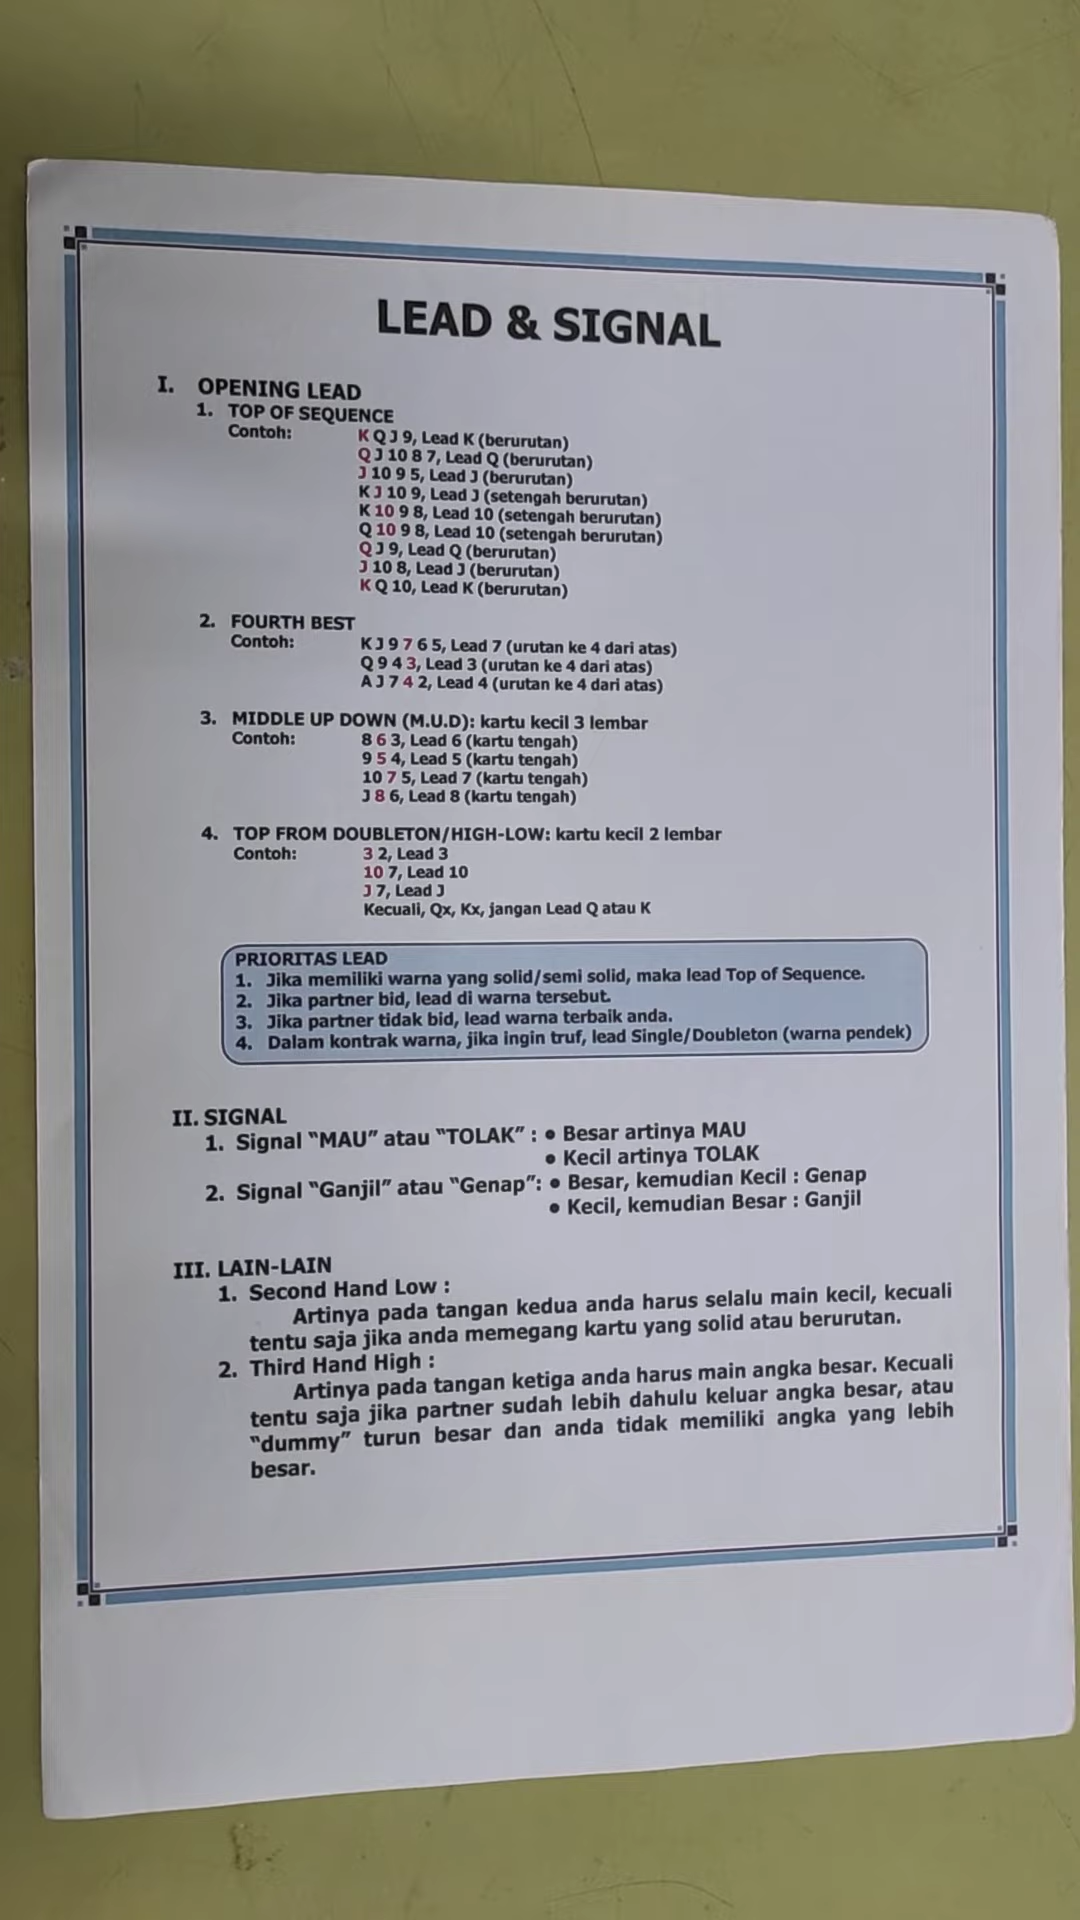 LEAD & SIGNAL
I. OPENING LEAD
1. TOP OF SEQUENCE
Contoh: K Q J 9, Lead K (berurutan)
Q J 10 8 7, Lead Q (berurutan)
J 10 9 5, Lead J (berurutan)
K J 10 9, Lead J (setengah berurutan)
K 10 9 8, Lead 10 (setengah berurutan)
Q 10 9 8, Lead 10 (setengah berurutan)
Q J 9, Lead Q (berurutan)
J 10 8, Lead J (berurutan)
K Q 10, Lead K (berurutan)
2. FOURTH BEST
Contoh: K J 9 7 6 5, Lead 7 (urutan ke 4 dari atas)
Q 9 4 3, Lead 3 (urutan ke 4 dari atas)
A J 7 4 2, Lead 4 (urutan ke 4 dari atas)
3. MIDDLE UP DOWN (M.U.D): kartu kecil 3 lembar
Contoh: 8 6 3, Lead 6 (kartu tengah)
9 5 4, Lead 5 (kartu tengah)
10 7 5, Lead 7 (kartu tengah)
J 8 6, Lead 8 (kartu tengah)
4. TOP FROM DOUBLETON/HIGH-LOW: kartu kecil 2 lembar
Contoh: 3 2, Lead 3
10 7, Lead 10
J 7, Lead J
Kecuali, Qx, Kx, jangan Lead Q atau K
PRIORITAS LEAD
1. Jika memiliki warna yang solid/semi solid, maka lead Top of Sequence.
2. Jika partner bid, lead di warna tersebut.
3. Jika partner tidak bid, lead warna terbaik anda.
4. Dalam kontrak warna, jika ingin truf, lead Single/Doubleton (warna pendek)
II. SIGNAL
1. Signal "MAU" atau "TOLAK" : • Besar artinya MAU
• Kecil artinya TOLAK
2. Signal "Ganjil" atau "Genap": • Besar, kemudian Kecil : Genap
• Kecil, kemudian Besar : Ganjil
III. LAIN-LAIN
1. Second Hand Low :
Artinya pada tangan kedua anda harus selalu main kecil, kecuali
tentu saja jika anda memegang kartu yang solid atau berurutan.
2. Third Hand High :
Artinya pada tangan ketiga anda harus main angka besar. Kecuali
tentu saja jika partner sudah lebih dahulu keluar angka besar, atau
"dummy" turun besar dan anda tidak memiliki angka yang lebih
besar.